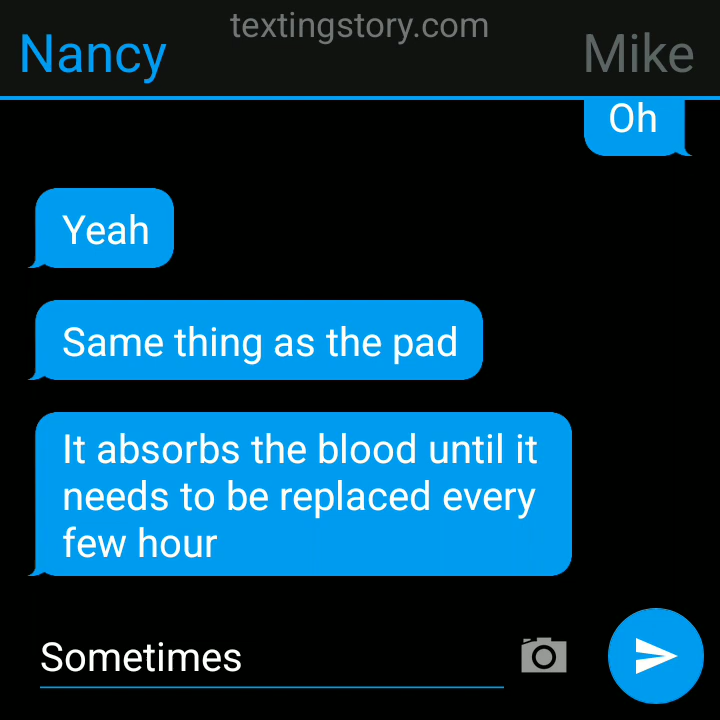 textingstory.com
Nancy
Mike
Oh
Yeah
Same thing as the pad
It absorbs the blood until it
needs to be replaced every
few hour
Sometimes